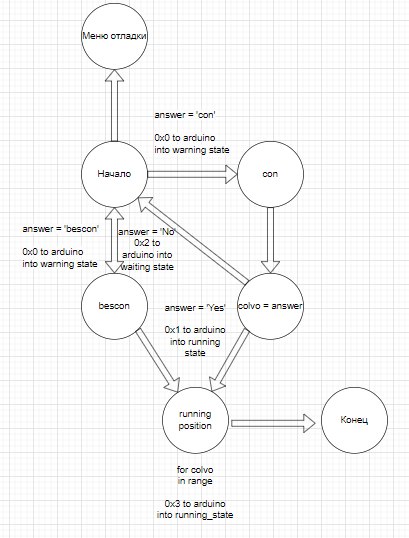 Меню отладки
answer = 'con'
0x0 to arduino
into warning state
Начало
con
answer = 'bescon'
0x0 to arduino
into warning state
answer = 'No'
0x2 to
arduino into
waiting state
bescon
answer = 'Yes'
0x1 to arduino
into running
state
colvo = answer
running
position
Конец
for colvo
in range
0x3 to arduino
into running_state